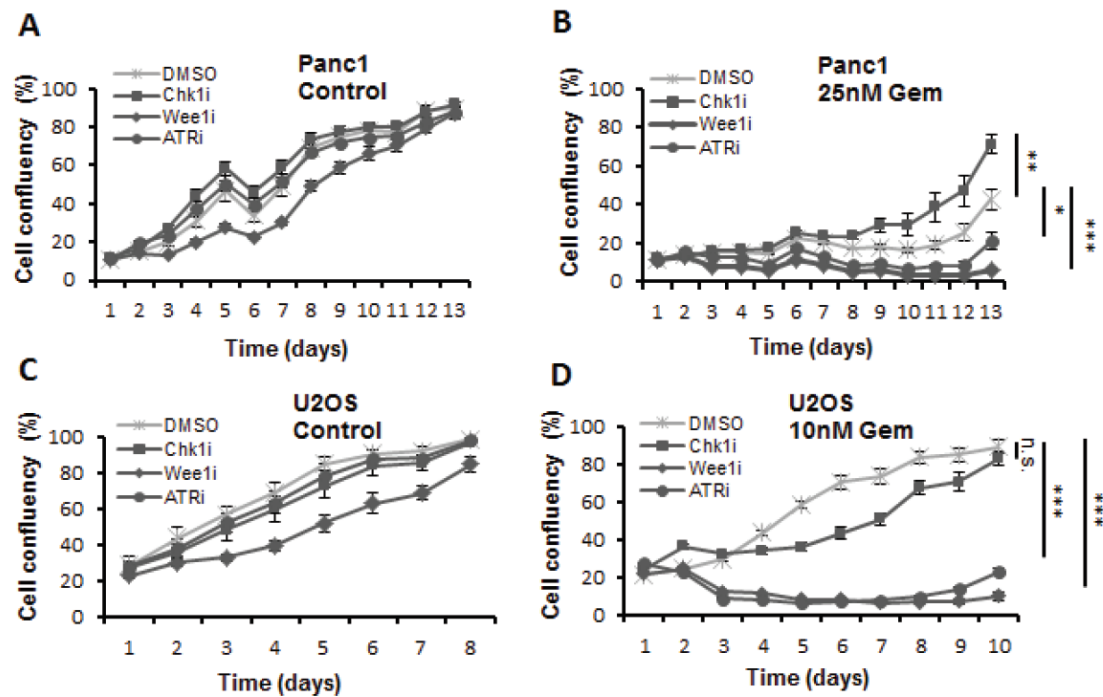 A
Panc1
Control
DMSO
Chk1i
Wee1i
ATRi
Cell confluency (%)
100
80
60
40
20
0
1 2 3 4 5 6 7 8 9 10 11 12 13
Time (days)
B
Panc1
25nM Gem
DMSO
Chk1i
Wee1i
ATRi
Cell confluency (%)
100
80
60
40
20
0
1 2 3 4 5 6 7 8 9 10 11 12 13
Time (days)
**
*
***
C
U2OS
Control
DMSO
Chk1i
Wee1i
ATRi
Cell confluency (%)
100
80
60
40
20
0
1 2 3 4 5 6 7 8
Time (days)
D
U2OS
10nM Gem
DMSO
Chk1i
Wee1i
ATRi
Cell confluency (%)
100
80
60
40
20
0
1 2 3 4 5 6 7 8 9 10
Time (days)
n.s.
***
***